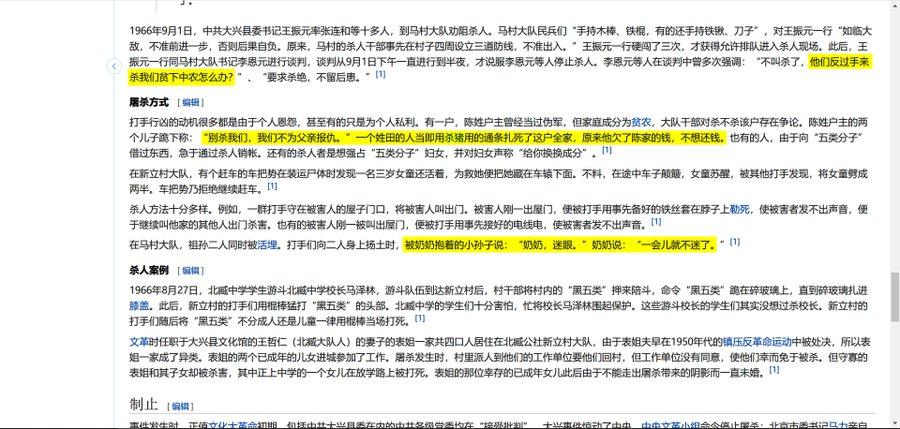 1966年9月1日，中共大兴县委书记王振元率张连和等十多人，到马村大队劝阻杀人。马村大队民兵们“手持木棒、铁棍，有的还手持铁锹、刀子”，对王振元一行“如临大
敌，不准前进一步，否则后果自负。原来，马村的杀人干部事先在村子四周设立三道防线，不准出入。”王振元一行硬闯了三次，才获得允许排队进入杀人现场。此后，王
振元一行同马村大队书记李恩元进行谈判，谈判从9月1日下午一直进行到半夜，才说服李恩元等人停止杀人。李恩元等人在谈判中曾多次强调：“不叫杀了，他们反过手来
杀我们贫下中农怎么办？”、“要求杀绝，不留后患。”[1]
屠杀方式 [编辑]
打手行凶的动机很多都是由于个人恩怨，甚至有的只是为个人私利。有一户，陈姓户主曾经当过伪军，但家庭成分为贫农，大队干部对杀不杀该户存在争论。陈姓户主的两
个儿子跪下称：“别杀我们，我们不为父亲报仇。”一个姓田的人当即用杀猪用的通条扎死了这户全家，原来他欠了陈家的钱，不想还钱。也有的人，由于向“五类分子”
借过东西，急于通过杀人销帐。还有的杀人者是想强占“五类分子”妇女，并对妇女声称“给你换换成分”。[1]
在新立村大队，有个赶车的车把势在装运尸体时发现一名三岁女童还活着，为救她便把她藏在车辕下面。不料，在途中车子颠簸，女童苏醒，被其他打手发现，将女童劈成
两半。车把势乃拒绝继续赶车。[1]
杀人方法十分多样。例如，一群打手守在被害人的屋子门口，将被害人叫出门。被害人刚一出屋门，便被打手用事先备好的铁丝套在脖子上勒死，使被害者发不出声音，便
于继续叫他家的其他人出门杀害。也有的被害人刚一被叫出屋门，便被打手用事先接好的电线电，使被害者发不出声音。[1]
在马村大队，祖孙二人同时被活埋。打手们向二人身上扬土时，被奶奶抱着的小孙子说：“奶奶，迷眼。”奶奶说：“一会儿就不迷了。”[1]
杀人案例 [编辑]
1966年8月27日，北臧中学学生游斗北臧中学校长马泽林，游斗队伍到达新立村后，村干部将村内的“黑五类”押来陪斗，命令“黑五类”跪在碎玻璃上，直到碎玻璃扎进
膝盖。此后，新立村的打手们用棍棒猛打“黑五类”的头部。北臧中学的学生们十分害怕，忙将校长马泽林围起保护。这些游斗校长的学生们其实没想过杀校长。新立村的
打手们随后将“黑五类”不分成人还是儿童一律用棍棒当场打死。[1]
文革时任职于大兴县文化馆的王哲仁（北臧大队人）的妻子的表姐一家共四口人居住在北臧公社新立村大队，由于表姐夫早在1950年代的镇压反革命运动中被处决，所以表
姐一家成了异类。表姐的两个已成年的儿女进城参加了工作。屠杀发生时，村里派人到他们的工作单位要他们回村，但工作单位没有同意，使他们幸而免于被杀。但守寡的
表姐和其子女却被杀害，其中正上中学的一个女儿在放学路上被打死。表姐的那位幸存的已成年女儿此后由于不能走出屠杀带来的阴影而一直未婚。[1]
制止 [编辑]